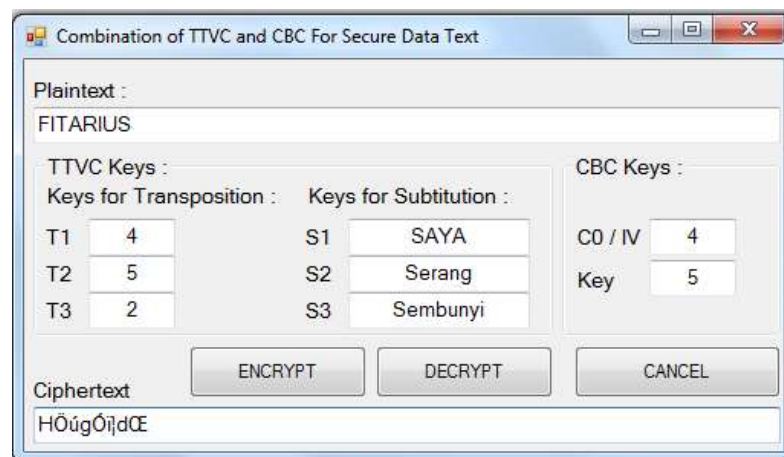 Combination of TTVC and CBC For Secure Data Text
Plaintext :
FITARIUS
TTVC Keys : CBC Keys :
Keys for Transposition : Keys for Subtitution :
T1 4 S1 SAYA C0 / IV 4
T2 5 S2 Serang Key 5
T3 2 S3 Sembunyi
ENCRYPT DECRYPT CANCEL
Ciphertext
HÖúgÓi¦dŒ